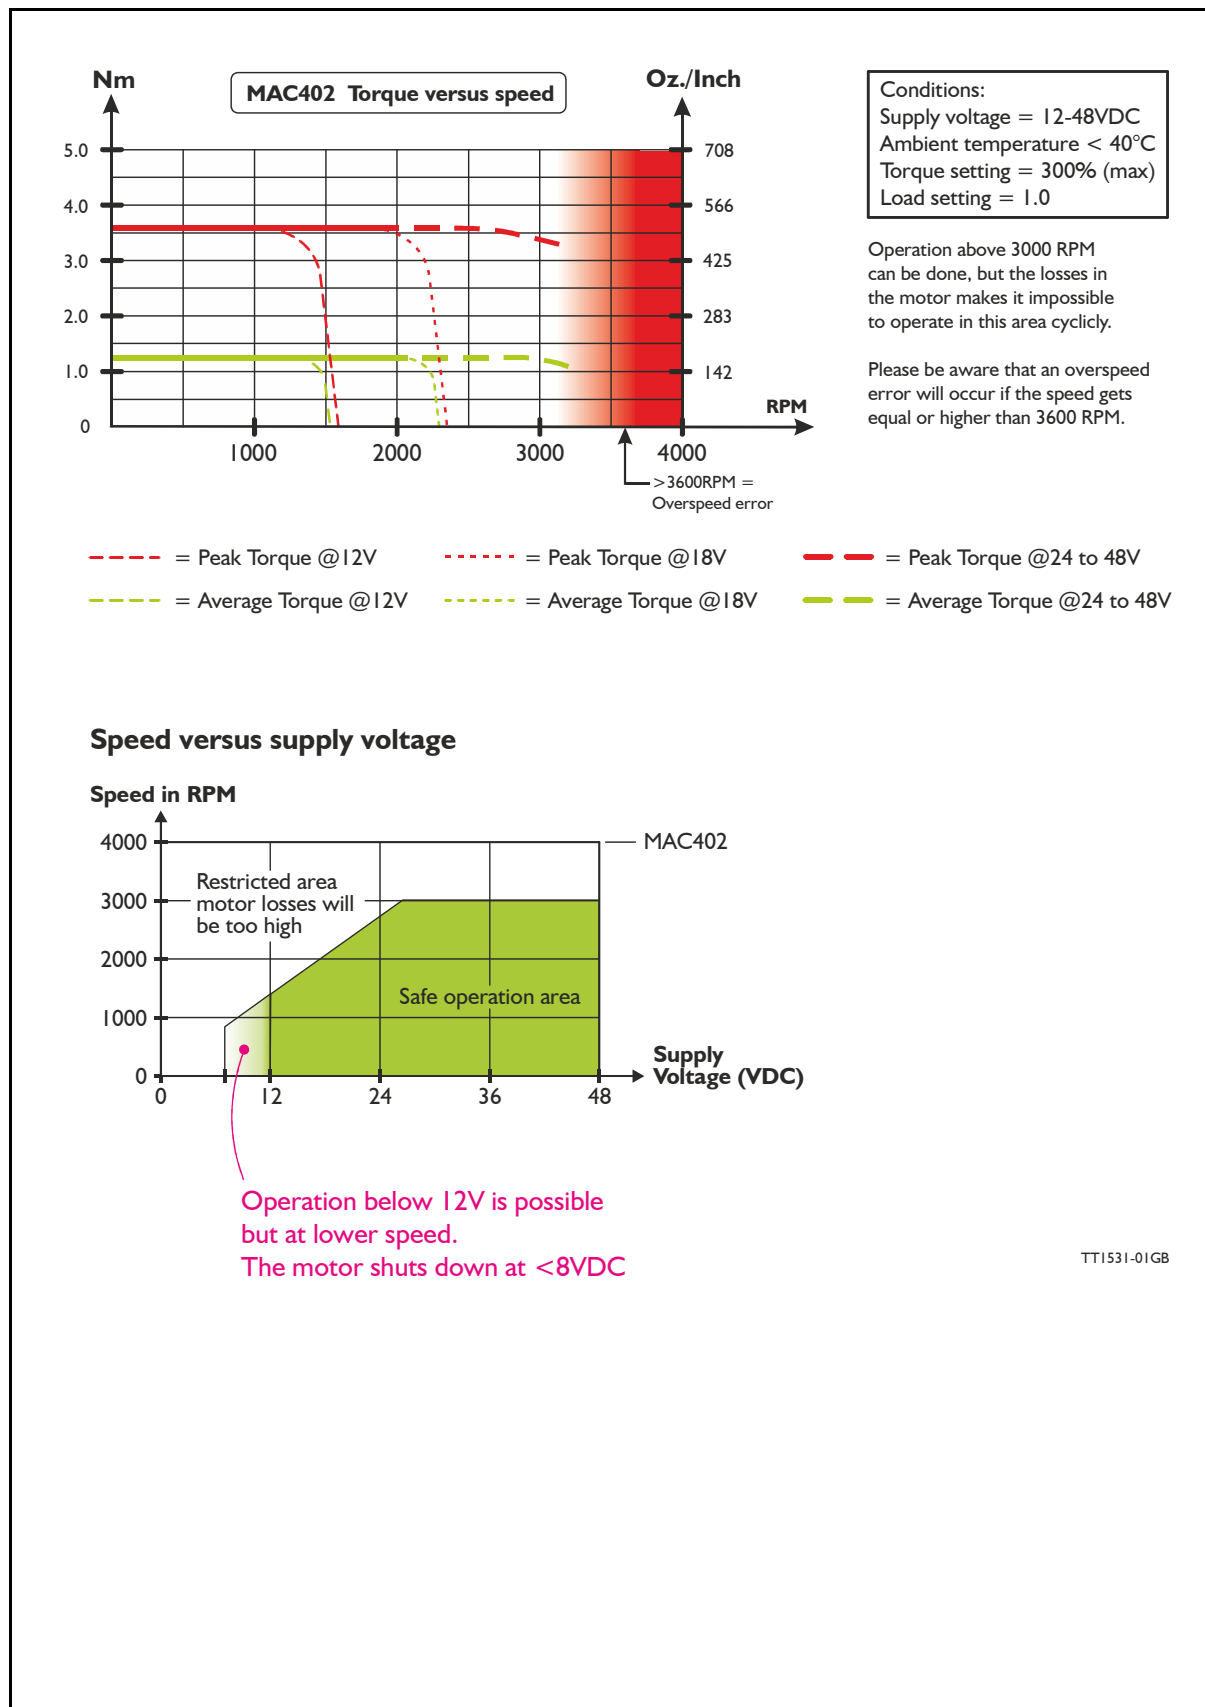 Nm
MAC402 Torque versus speed
Oz./Inch
5.0
4.0
3.0
2.0
1.0
0
708
566
425
283
142
RPM
1000
2000
3000
4000
>3600RPM =
Overspeed error
Conditions:
Supply voltage = 12-48VDC
Ambient temperature < 40°C
Torque setting = 300% (max)
Load setting = 1.0
Operation above 3000 RPM
can be done, but the losses in
the motor makes it impossible
to operate in this area cyclicly.
Please be aware that an overspeed
error will occur if the speed gets
equal or higher than 3600 RPM.
= Peak Torque @12V
= Peak Torque @18V
= Peak Torque @24 to 48V
= Average Torque @12V
= Average Torque @18V
= Average Torque @24 to 48V
Speed versus supply voltage
Speed in RPM
4000
3000
2000
1000
0
MAC402
Restricted area
motor losses will
be too high
Safe operation area
0
12
24
36
48
Supply
Voltage (VDC)
Operation below 12V is possible
but at lower speed.
The motor shuts down at <8VDC
TT1531-01GB